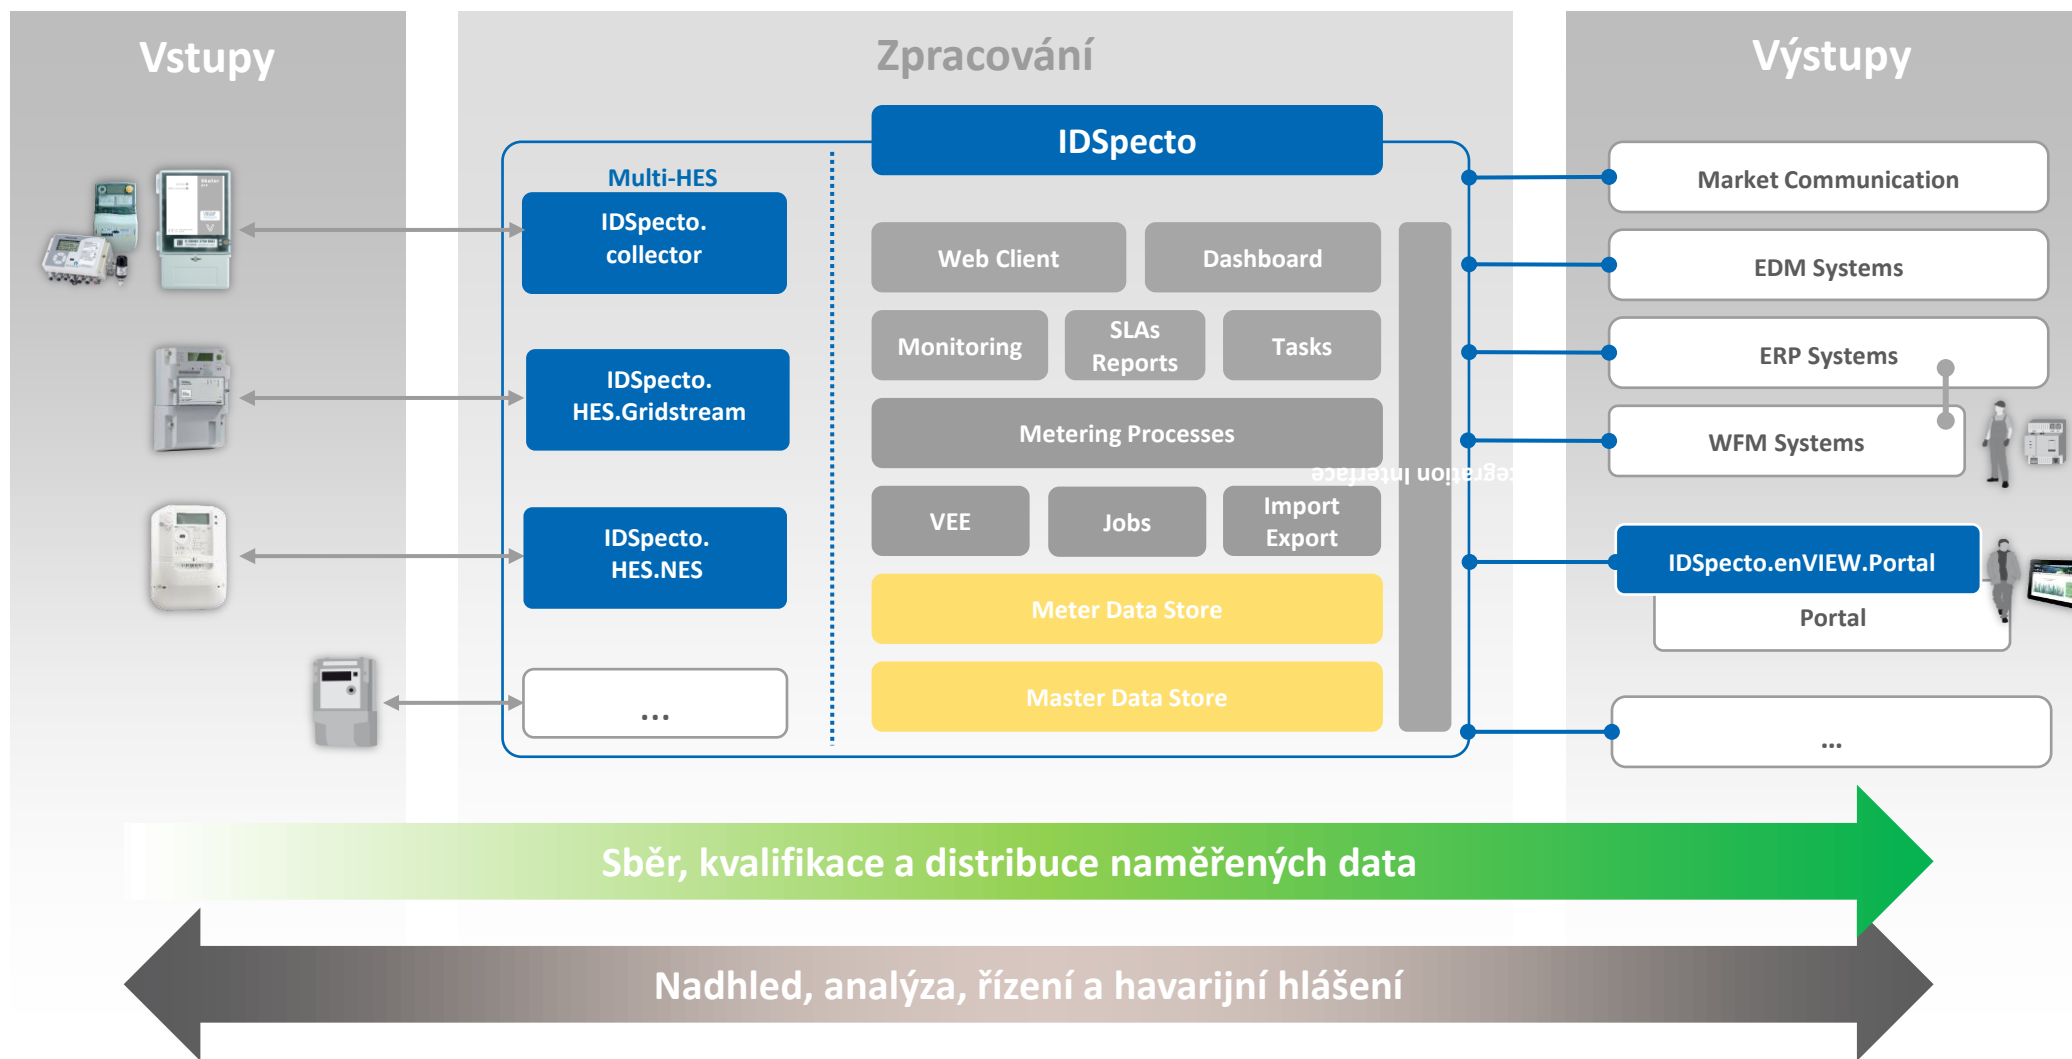 Vstupy
Zpracování
Výstupy
IDSpecto
Multi-HES
IDSpecto.
collector
IDSpecto.
HES.Gridstream
IDSpecto.
HES.NES
...
Web Client
Dashboard
Monitoring
SLAs
Reports
Tasks
Metering Processes
VEE
Jobs
Import
Export
Meter Data Store
Master Data Store
tegration Interface
Market Communication
EDM Systems
ERP Systems
WFM Systems
IDSpecto.enVIEW.Portal
Portal
...
Sběr, kvalifikace a distribuce naměřených data
Nadhled, analýza, řízení a havarijní hlášení